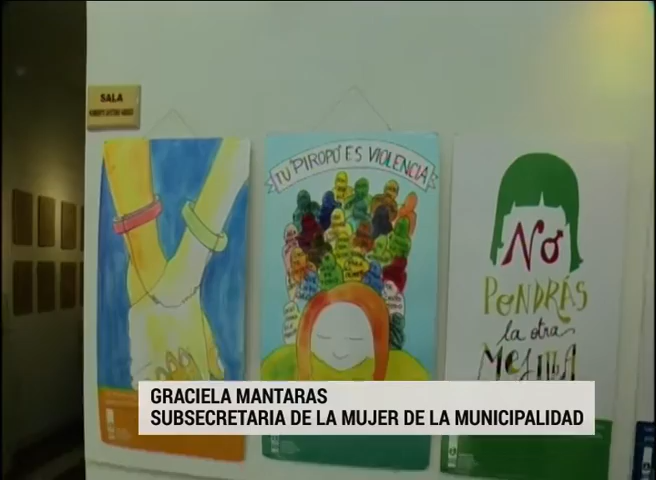 SALA
TU PIROPO ES VIOLENCIA
NO
PONDRÁS
la otra
MEJILLA
GRACIELA MANTARAS
SUBSECRETARIA DE LA MUJER DE LA MUNICIPALIDAD